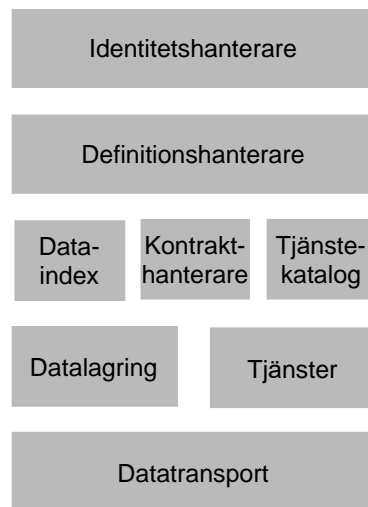 Identitetshanterare
Definitionshanterare
Data-
index
Kontrakt-
hanterare
Tjänste-
katalog
Datalagring
Tjänster
Datatransport